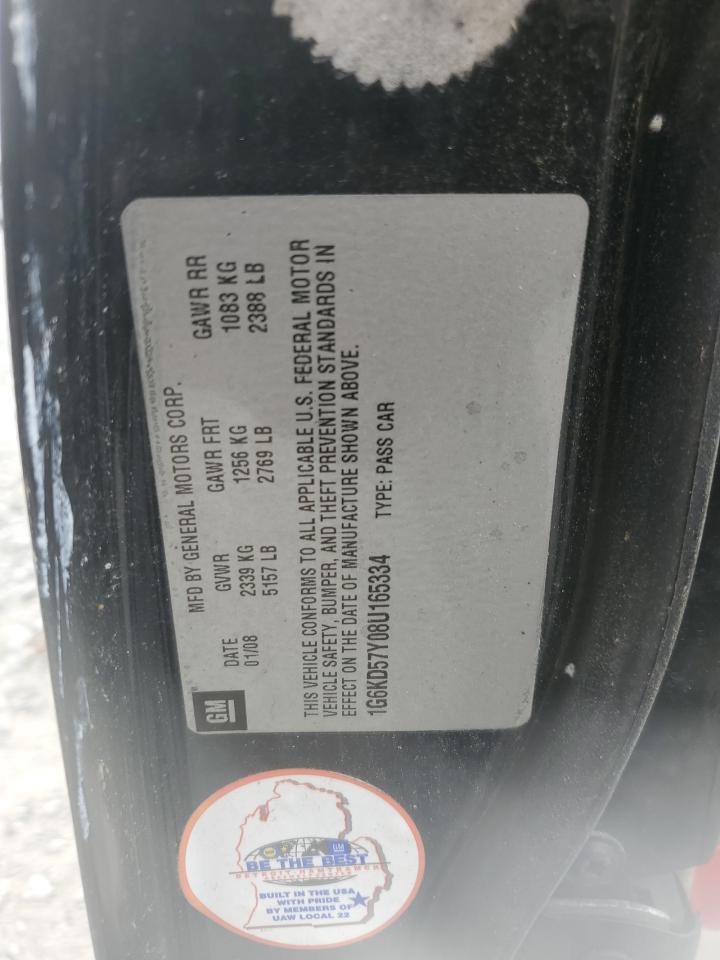 MFD BY GENERAL MOTORS CORP.
GM
DATE GVWR GAWR FRT GAWR RR
01/08 2339 KG 1256 KG 1083 KG
5157 LB 2769 LB 2388 LB
THIS VEHICLE CONFORMS TO ALL APPLICABLE U.S. FEDERAL MOTOR
VEHICLE SAFETY, BUMPER, AND THEFT PREVENTION STANDARDS IN
EFFECT ON THE DATE OF MANUFACTURE SHOWN ABOVE.
1G6KD57Y08U165334 TYPE: PASS CAR
GM
BE THE BEST
DETROIT-HAMTRAMCK
BUILT IN THE USA
WITH PRIDE
BY MEMBERS OF
UAW LOCAL 22